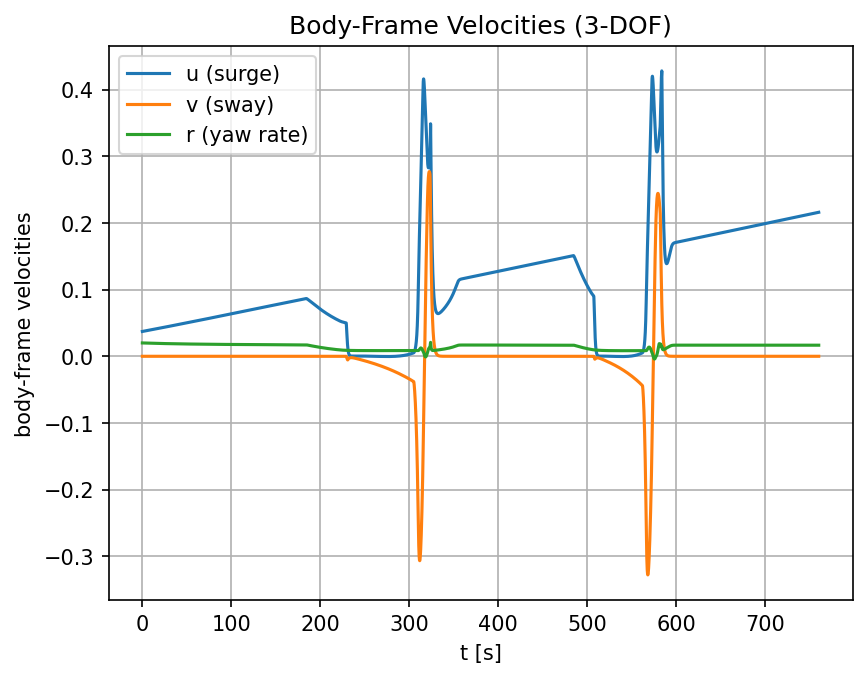 Body-Frame Velocities (3-DOF)
u (surge)
v (sway)
r (yaw rate)
body-frame velocities
0.4
0.3
0.2
0.1
0.0
−0.1
−0.2
−0.3
0 100 200 300 400 500 600 700
t [s]